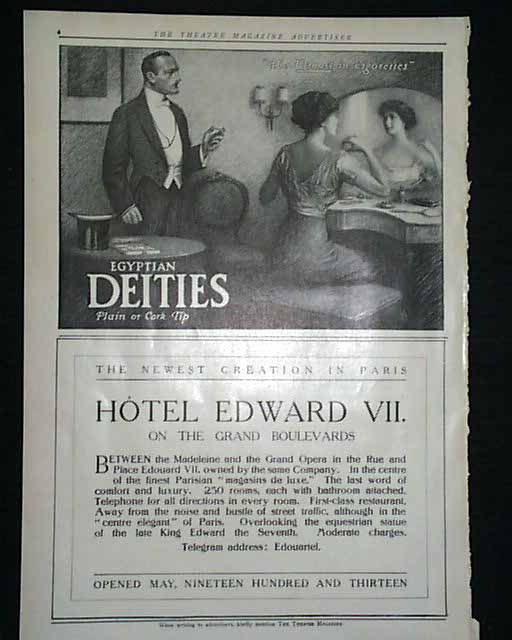 4
THE THEATRE MAGAZINE ADVERTISER
"The Utmost in Cigarettes"
EGYPTIAN
DEITIES
Plain or Cork Tip
THE NEWEST CREATION IN PARIS
HÔTEL EDWARD VII.
ON THE GRAND BOULEVARDS
BETWEEN the Madeleine and the Grand Opera in the Rue and
Place Edouard VII. owned by the same Company. In the centre
of the finest Parisian "magasins de luxe." The last word of
comfort and luxury. 250 rooms, each with bathroom attached.
Telephone for all directions in every room. First-class restaurant.
Away from the noise and bustle of street traffic, although in the
"centre elegant" of Paris. Overlooking the equestrian statue
of the late King Edward the Seventh. Moderate charges.
Telegram address: Edouartel.
OPENED MAY, NINETEEN HUNDRED AND THIRTEEN
When writing to advertisers, kindly mention THE THEATRE MAGAZINE